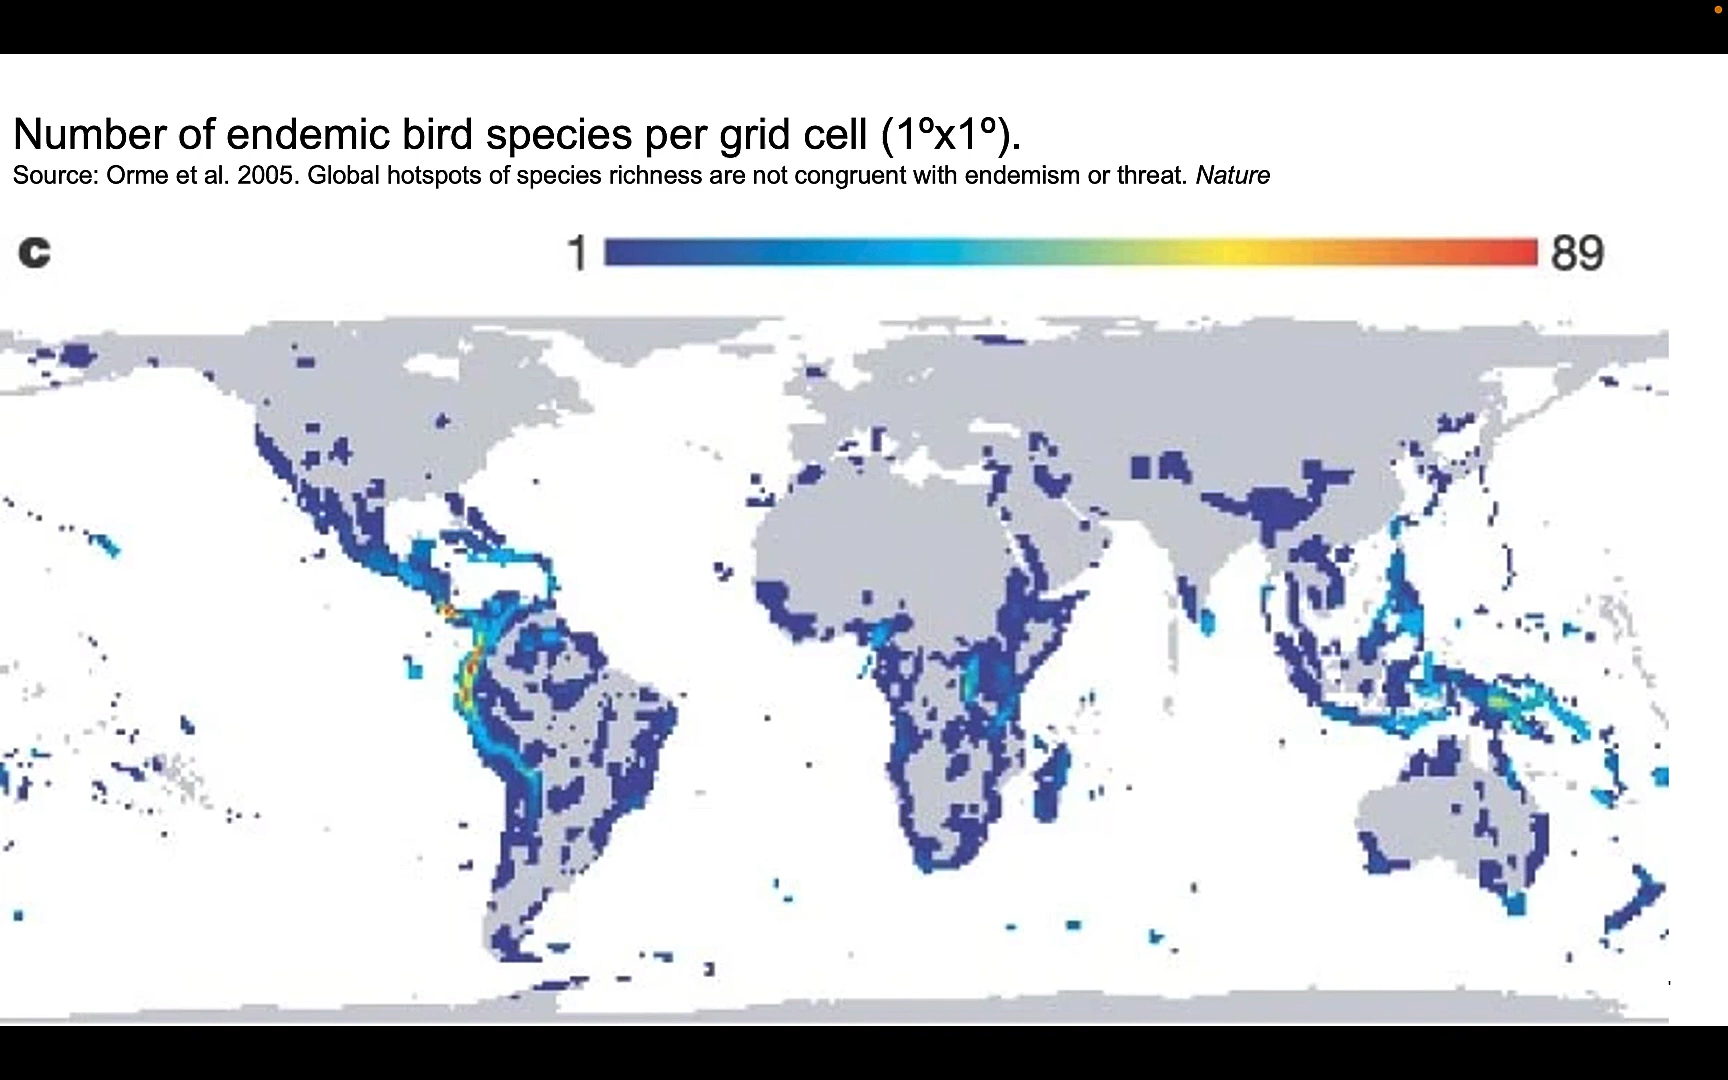 Number of endemic bird species per grid cell (1ºx1º).
Source: Orme et al. 2005. Global hotspots of species richness are not congruent with endemism or threat. Nature
c
1 89